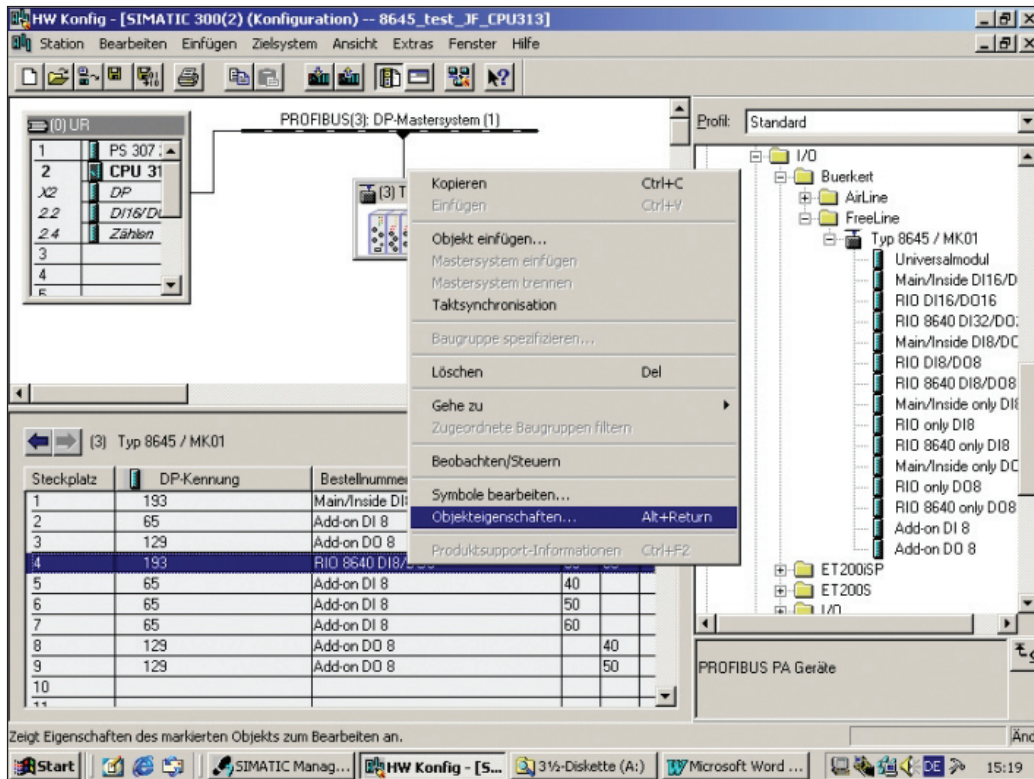 HW Konfig - [SIMATIC 300(2) (Konfiguration) -- 8645_test_JF_CPU313]
Station Bearbeiten Einfügen Zielsystem Ansicht Extras Fenster Hilfe
(0) UR
1 PS 307
2 CPU 31
X2 DP
2.2 DI16/D
2.4 Zählen
3
4
5
PROFIBUS(3): DP-Mastersystem (1)
(3) T
Kopieren Ctrl+C
Einfügen Ctrl+V
Objekt einfügen...
Mastersystem einfügen
Mastersystem trennen
Taktsynchronisation
Baugruppe spezifizieren...
Löschen Del
Gehe zu
Zugeordnete Baugruppen filtern
Beobachten/Steuern
Symbole bearbeiten...
Objekteigenschaften... Alt+Return
Produktsupport-Informationen Ctrl+F2
Profil: Standard
I/O
Buerkert
AirLine
FreeLine
Typ 8645 / MK01
Universalmodul
Main/Inside DI16/D
RIO DI16/DO16
RIO 8640 DI32/DO
Main/Inside DI8/DO
RIO DI8/DO8
RIO 8640 DI8/DO8
Main/Inside only DI8
RIO only DI8
RIO 8640 only DI8
Main/Inside only DO
RIO only DO8
RIO 8640 only DO8
Add-on DI 8
Add-on DO 8
ET200iSP
ET200S
I/O
PROFIBUS PA Geräte
(3) Typ 8645 / MK01
Steckplatz DP-Kennung Bestellnummer
1 193 Main/Inside DI
2 65 Add-on DI 8
3 129 Add-on DO 8
4 193 RIO 8640 DI8/
5 65 Add-on DI 8 40
6 65 Add-on DI 8 50
7 65 Add-on DI 8 60
8 129 Add-on DO 8 40
9 129 Add-on DO 8 50
10
11
Zeigt Eigenschaften des markierten Objekts zum Bearbeiten an. Änd
Start SIMATIC Manag... HW Konfig - [S... 3½-Diskette (A:) Microsoft Word ... DE 15:19